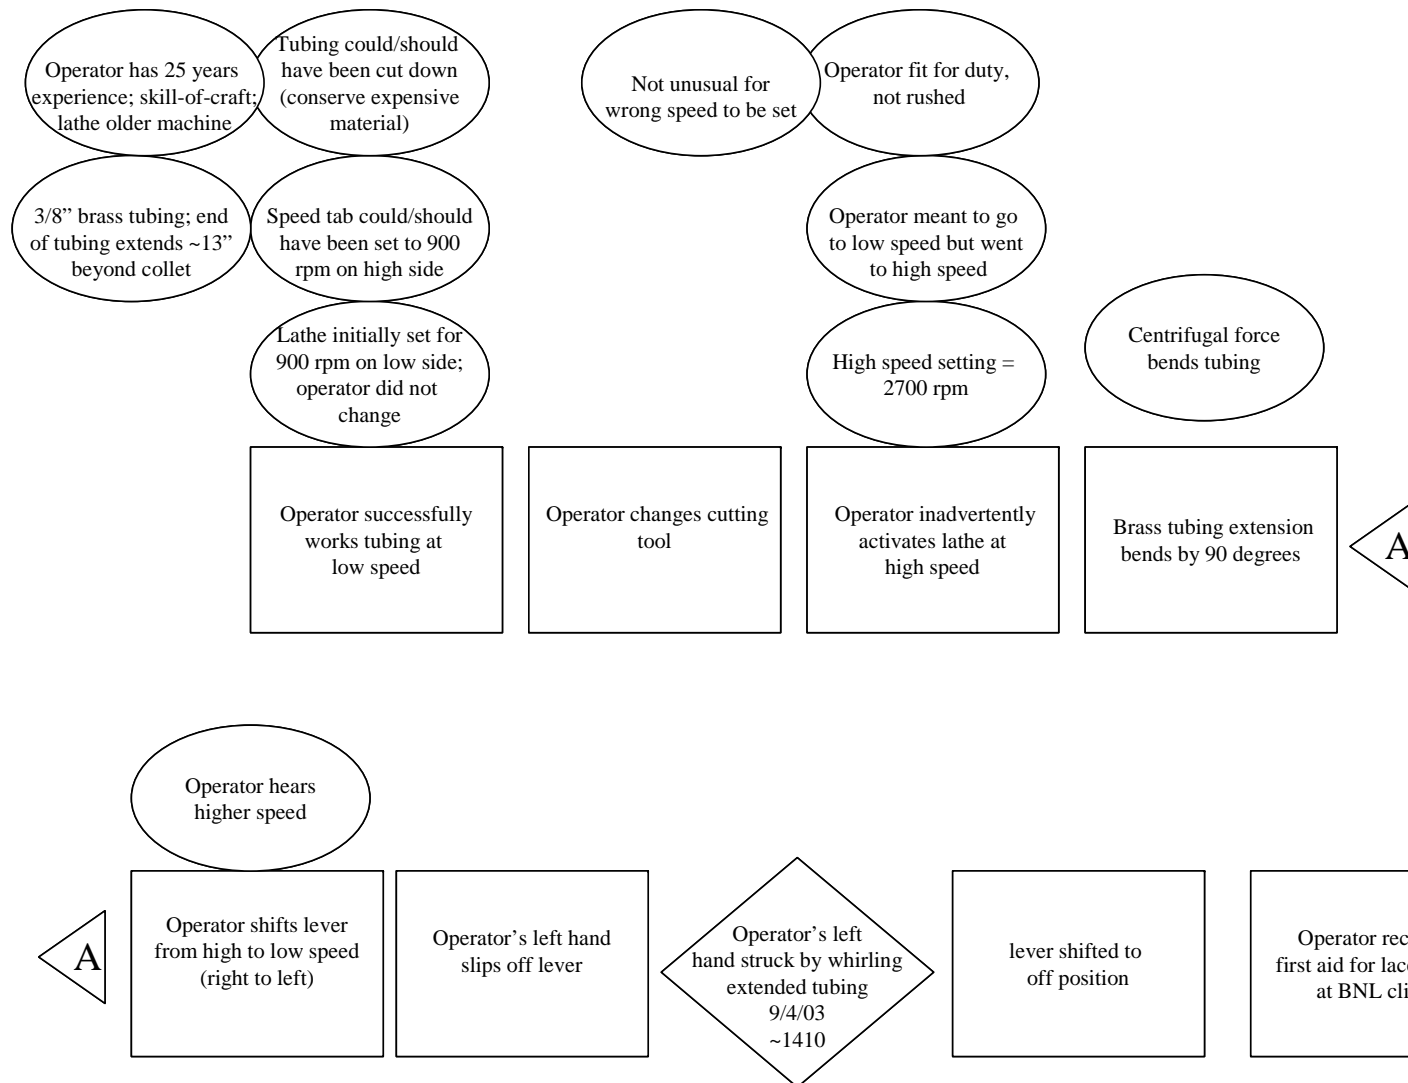 Operator has 25 years
experience; skill-of-craft;
lathe older machine
Tubing could/should
have been cut down
(conserve expensive
material)
Not unusual for
wrong speed to be set
Operator fit for duty,
not rushed
3/8” brass tubing; end
of tubing extends ~13”
beyond collet
Speed tab could/should
have been set to 900
rpm on high side
Operator meant to go
to low speed but went
to high speed
Lathe initially set for
900 rpm on low side;
operator did not
change
High speed setting =
2700 rpm
Centrifugal force
bends tubing
Operator successfully
works tubing at
low speed
Operator changes cutting
tool
Operator inadvertently
activates lathe at
high speed
Brass tubing extension
bends by 90 degrees
A
Operator hears
higher speed
A
Operator shifts lever
from high to low speed
(right to left)
Operator’s left hand
slips off lever
Operator’s left
hand struck by whirling
extended tubing
9/4/03
~1410
lever shifted to
off position
Operator
first aid for
at BNL